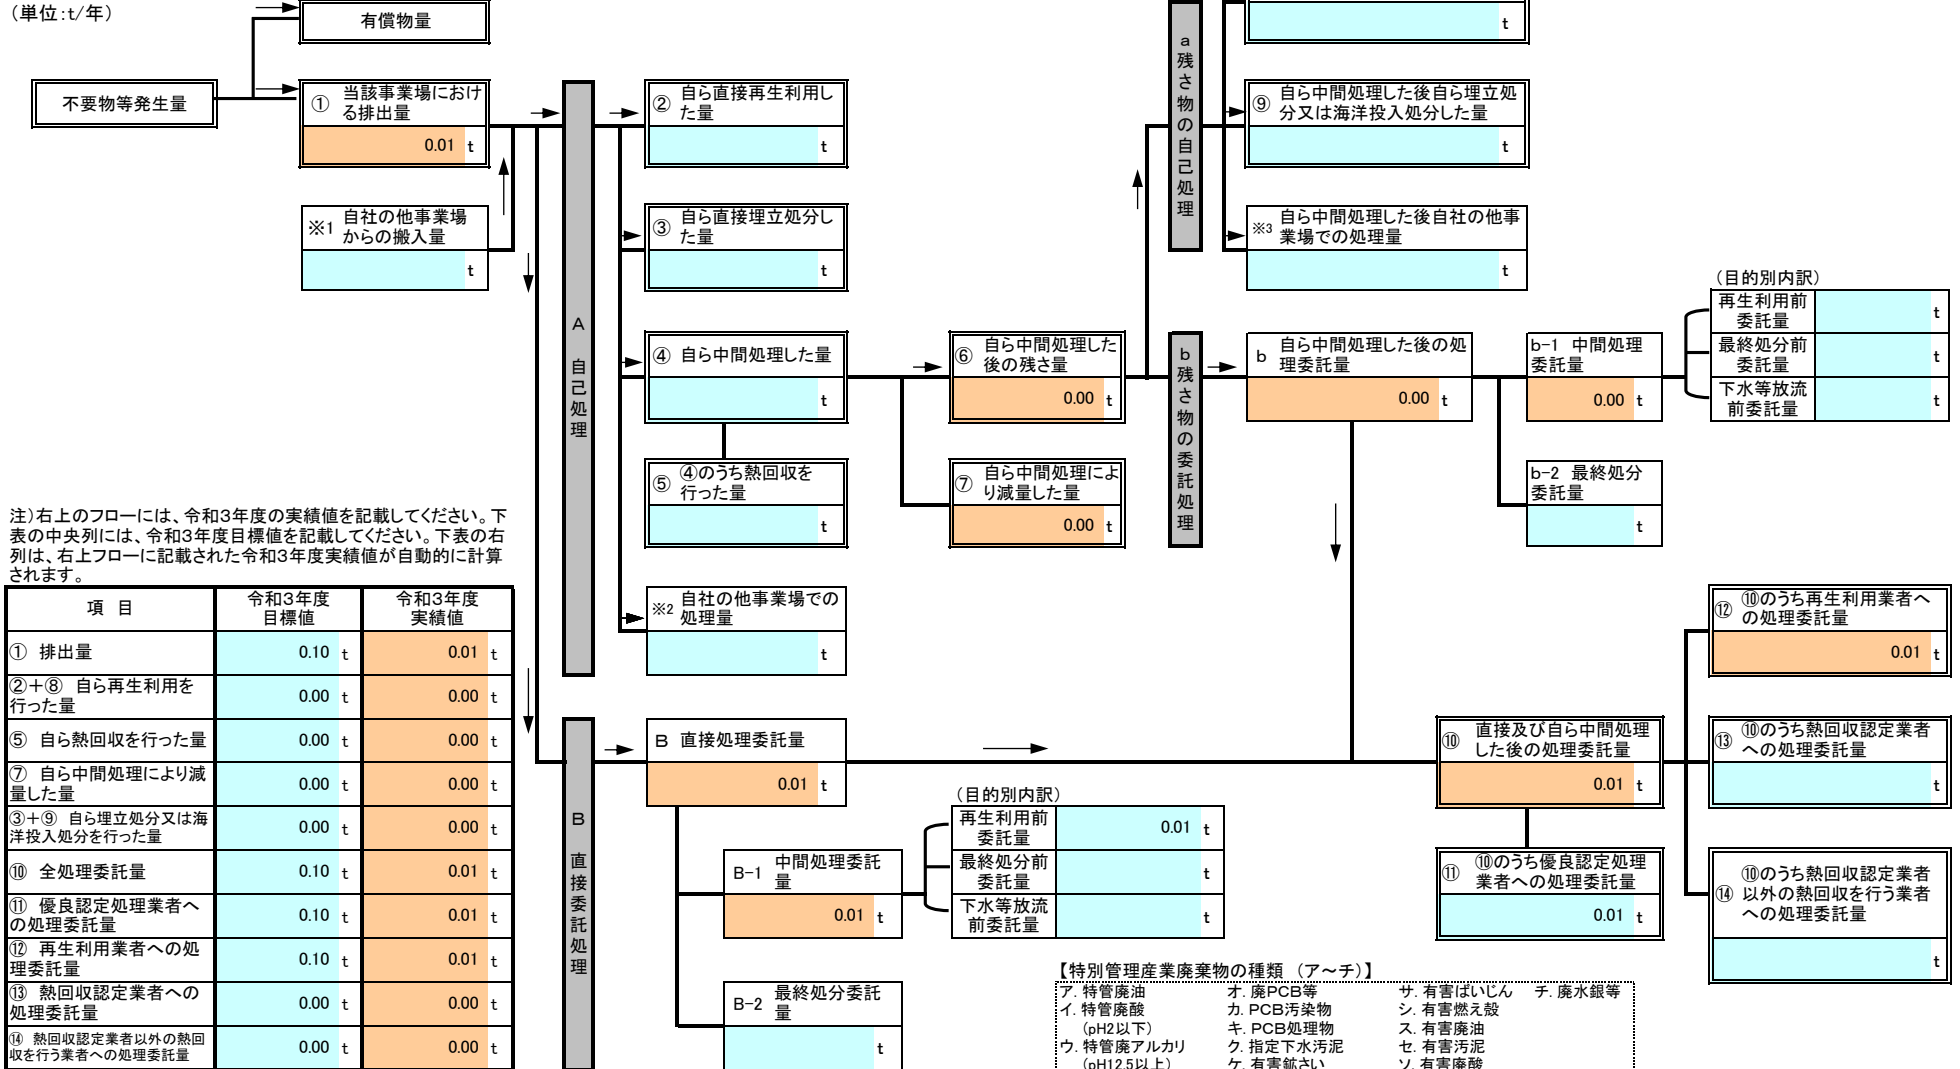 (単位:t/年)
有償物量
t
不要物等発生量
① 当該事業場におけ
る排出量
0.01 t
※1 自社の他事業場
からの搬入量
t
A 自己処理
② 自ら直接再生利用し
た量
t
③ 自ら直接埋立処分し
た量
t
④ 自ら中間処理した量
t
⑤ ④のうち熱回収を
行った量
t
※2 自社の他事業場での
処理量
t
⑥ 自ら中間処理した
後の残さ量
0.00 t
⑦ 自ら中間処理によ
り減量した量
0.00 t
a残さ物の自己処理
⑨ 自ら中間処理した後自ら埋立処
分又は海洋投入処分した量
t
※3 自ら中間処理した後自社の他事
業場での処理量
t
b残さ物の委託処理
b 自ら中間処理した後の処
理委託量
0.00 t
b-1 中間処理
委託量
0.00 t
b-2 最終処分
委託量
t
(目的別内訳)
再生利用前
委託量
t
最終処分前
委託量
t
下水等放流
前委託量
t
注)右上のフローには、令和3年度の実績値を記載してください。下
表の中央列には、令和3年度目標値を記載してください。下表の右
列は、右上フローに記載された令和3年度実績値が自動的に計算
されます。
項 目 令和3年度
目標値 令和3年度
実績値
① 排出量 0.10 t 0.01 t
②+⑧ 自ら再生利用を
行った量 0.00 t 0.00 t
⑤ 自ら熱回収を行った量 0.00 t 0.00 t
⑦ 自ら中間処理により減
量した量 0.00 t 0.00 t
③+⑨ 自ら埋立処分又は海
洋投入処分を行った量 0.00 t 0.00 t
⑩ 全処理委託量 0.10 t 0.01 t
⑪ 優良認定処理業者へ
の処理委託量 0.10 t 0.01 t
⑫ 再生利用業者への処
理委託量 0.10 t 0.01 t
⑬ 熱回収認定業者への
処理委託量 0.00 t 0.00 t
⑭ 熱回収認定業者以外の熱回
収を行う業者への処理委託量 0.00 t 0.00 t
B 直接委託処理
B 直接処理委託量
0.01 t
B-1 中間処理委託
量
0.01 t
B-2 最終処分委託
量
t
(目的別内訳)
再生利用前
委託量
0.01 t
最終処分前
委託量
t
下水等放流
前委託量
t
⑩ 直接及び自ら中間処理
した後の処理委託量
0.01 t
⑪ ⑩のうち優良認定処理
業者への処理委託量
0.01 t
⑫ ⑩のうち再生利用業者へ
の処理委託量
0.01 t
⑬ ⑩のうち熱回収認定業者
への処理委託量
t
⑭ ⑩のうち熱回収認定業者
以外の熱回収を行う業者
への処理委託量
t
【特別管理産業廃棄物の種類 (ア~チ)】
ア. 特管廃油 オ. 廃PCB等 サ. 有害ばいじん チ. 廃水銀等
イ. 特管廃酸 カ. PCB汚染物 シ. 有害燃え殻
(pH2以下) キ. PCB処理物 ス. 有害廃油
ウ. 特管廃アルカリ ク. 指定下水汚泥 セ. 有害汚泥
(pH12.5以上) ケ. 有害鉱さい ソ. 有害廃酸